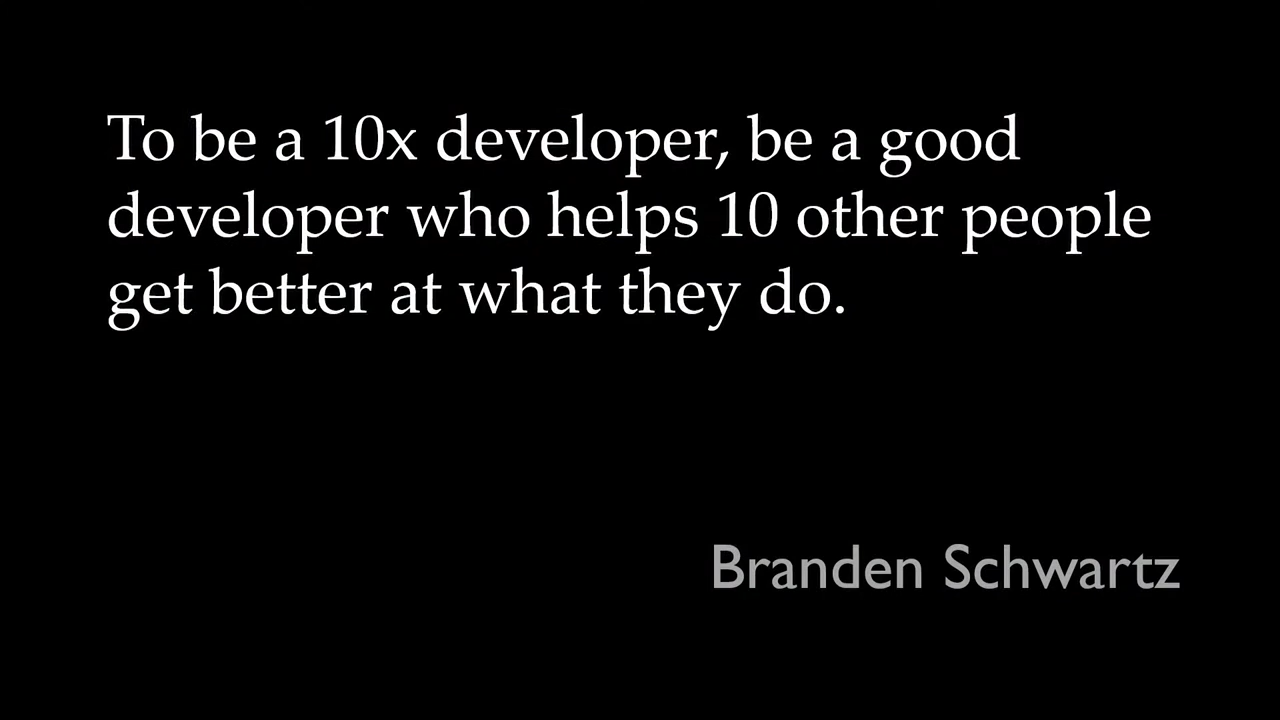 To be a 10x developer, be a good
developer who helps 10 other people
get better at what they do.
Branden Schwartz